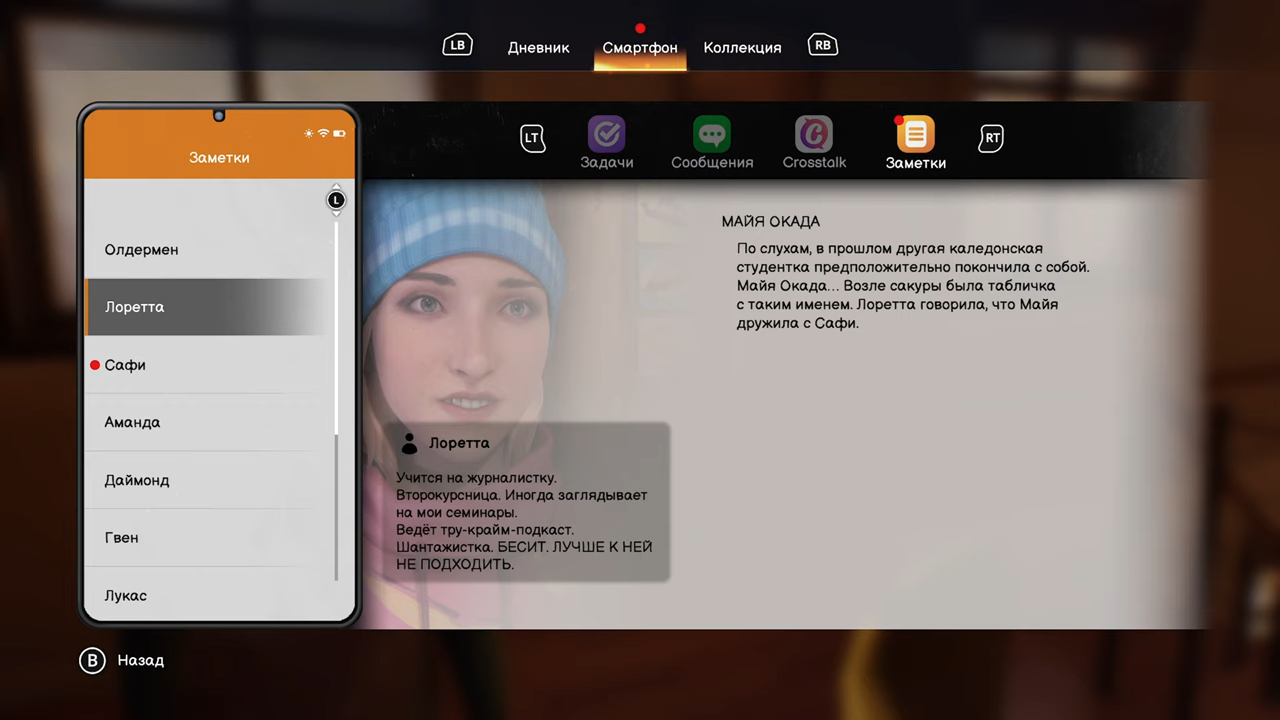 LB
Дневник
Смартфон
Коллекция
RB
Заметки
L
Олдермен
Лоретта
Сафи
Аманда
Даймонд
Гвен
Лукас
LT
Задачи
Сообщения
Crosstalk
Заметки
RT
МАЙЯ ОКАДА
По слухам, в прошлом другая каледонская
студентка предположительно покончила с собой.
Майя Окада... Возле сакуры была табличка
с таким именем. Лоретта говорила, что Майя
дружила с Сафи.
Лоретта
Учится на журналистку.
Второкурсница. Иногда заглядывает
на мои семинары.
Ведёт тру-крайм-подкаст.
Шантажистка. БЕСИТ. ЛУЧШЕ К НЕЙ
НЕ ПОДХОДИТЬ.
B Назад